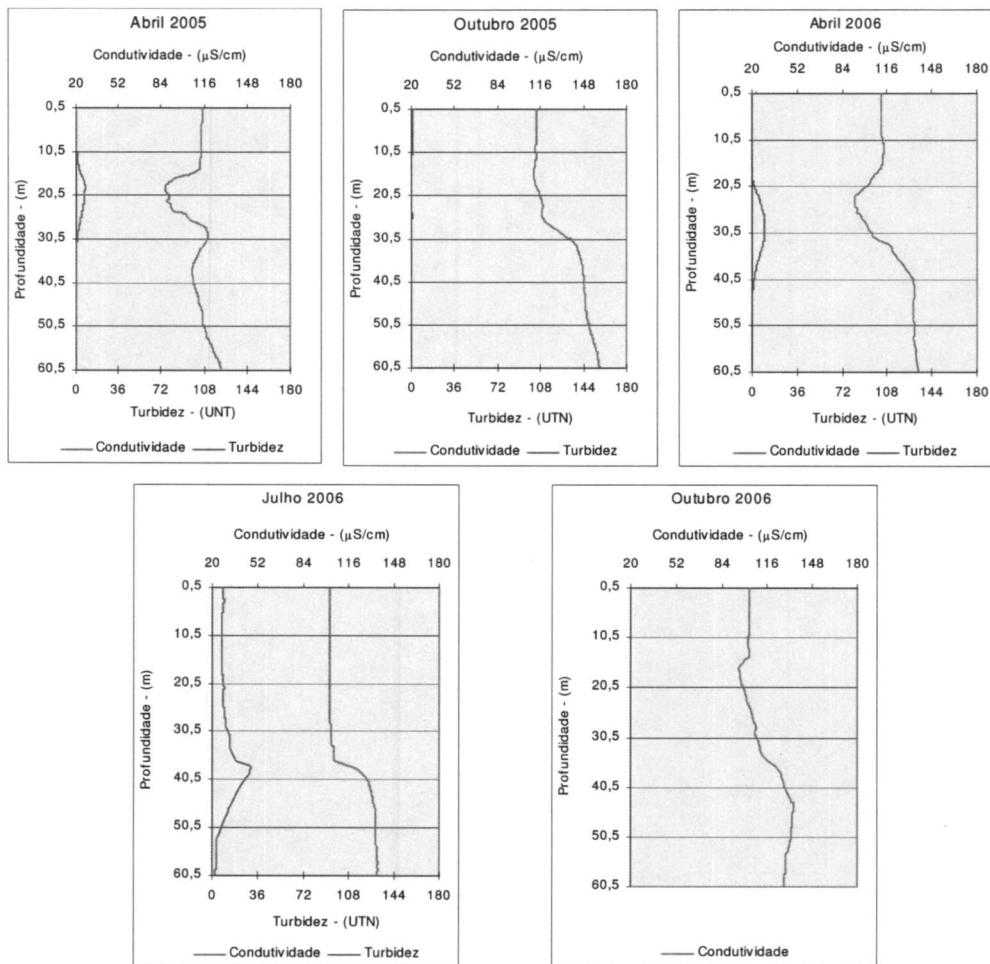 Abril 2005
Condutividade - (µS/cm)
20 52 84 116 148 180
0,5
10,5
20,5
30,5
40,5
50,5
60,5
Profundidade - (m)
0 36 72 108 144 180
Turbidez - (UNT)
Condutividade Turbidez
Outubro 2005
Condutividade - (µS/cm)
20 52 84 116 148 180
0,5
10,5
20,5
30,5
40,5
50,5
60,5
Profundidade - (m)
0 36 72 108 144 180
Turbidez - (UTN)
Condutividade Turbidez
Abril 2006
Condutividade - (µS/cm)
20 52 84 116 148 180
0,5
10,5
20,5
30,5
40,5
50,5
60,5
Profundidade - (m)
0 36 72 108 144 180
Turbidez - (UTN)
Condutividade Turbidez
Julho 2006
Condutividade - (µS/cm)
20 52 84 116 148 180
0,5
10,5
20,5
30,5
40,5
50,5
60,5
Profundidade - (m)
0 36 72 108 144 180
Turbidez - (UTN)
Condutividade Turbidez
Outubro 2006
Condutividade - (µS/cm)
20 52 84 116 148 180
0,5
10,5
20,5
30,5
40,5
50,5
60,5
Profundidade - (m)
Condutividade